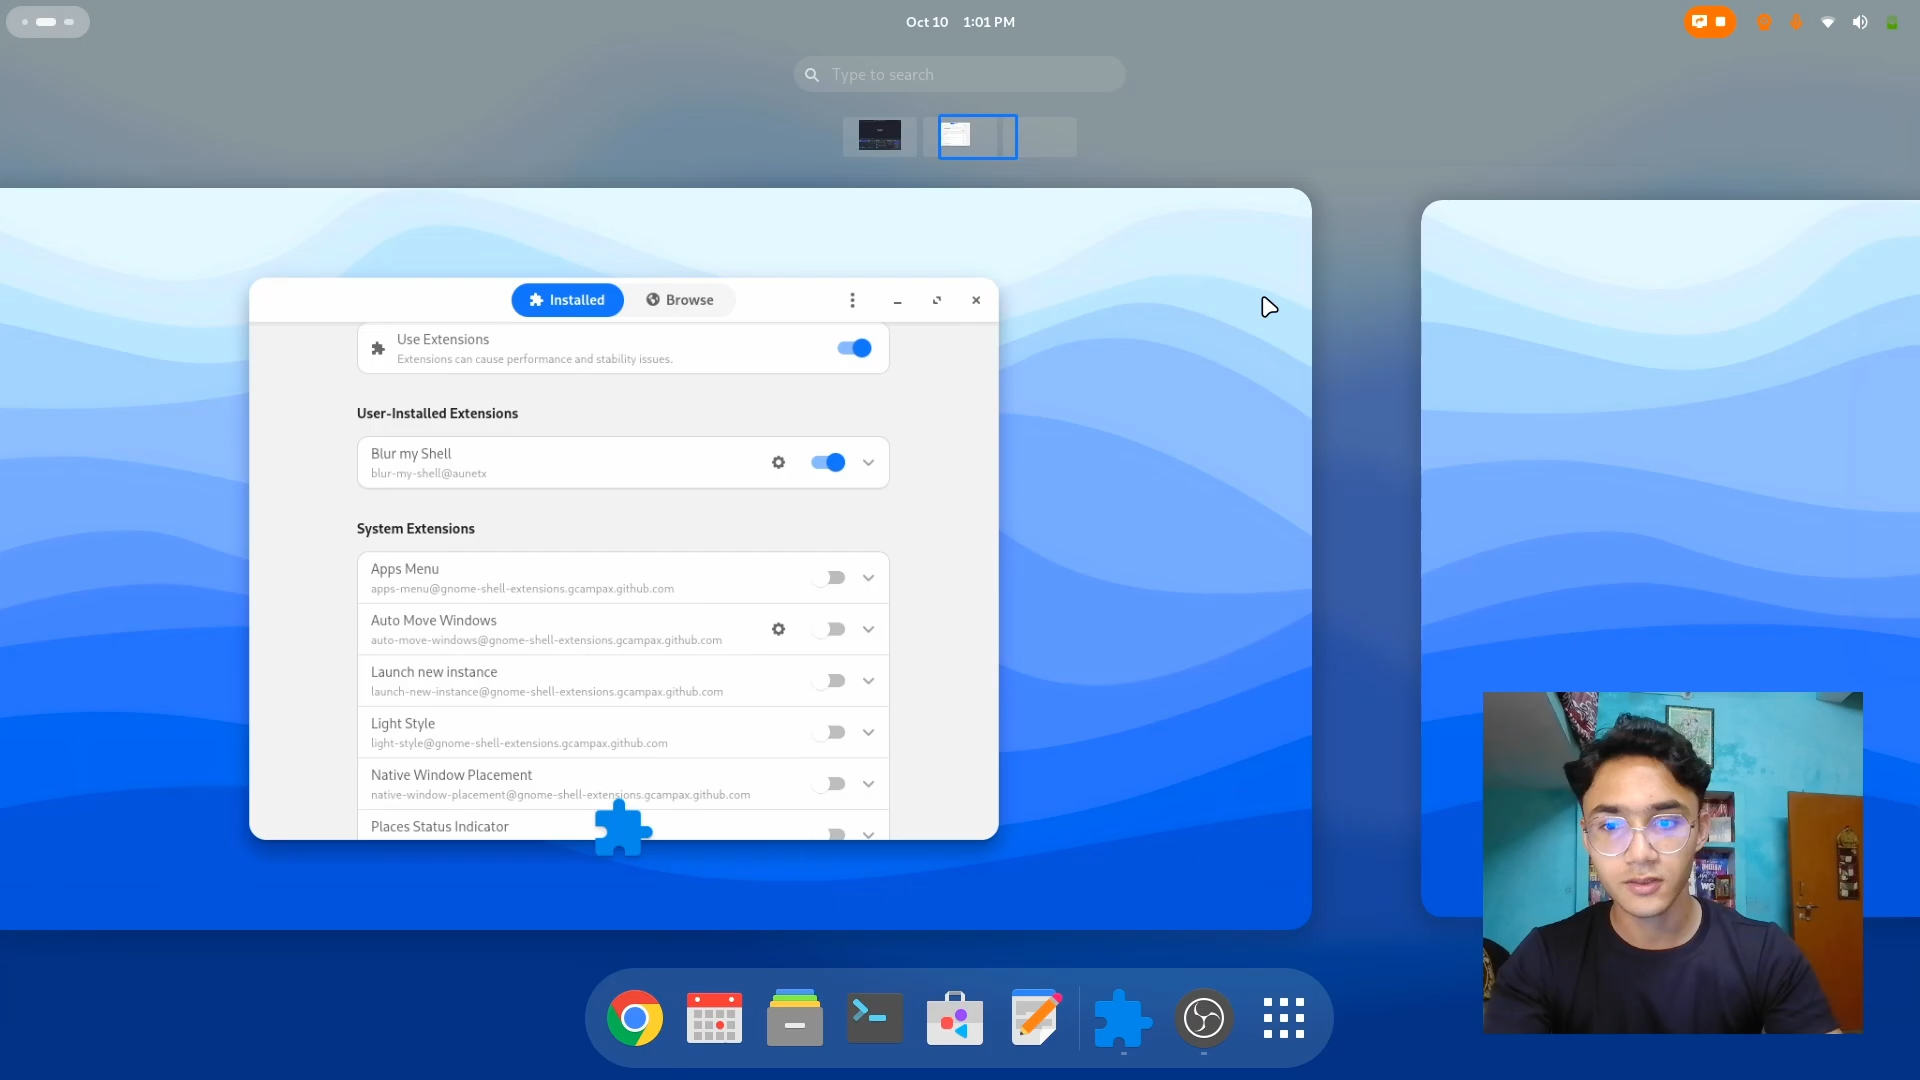 Oct 10 1:01 PM
Type to search
Installed
Browse
Use Extensions
Extensions can cause performance and stability issues.
User-Installed Extensions
Blur my Shell
blur-my-shell@aunetx
System Extensions
Apps Menu
apps-menu@gnome-shell-extensions.gcampax.github.com
Auto Move Windows
auto-move-windows@gnome-shell-extensions.gcampax.github.com
Launch new instance
launch-new-instance@gnome-shell-extensions.gcampax.github.com
Light Style
light-style@gnome-shell-extensions.gcampax.github.com
Native Window Placement
native-window-placement@gnome-shell-extensions.gcampax.github.com
Places Status Indicator